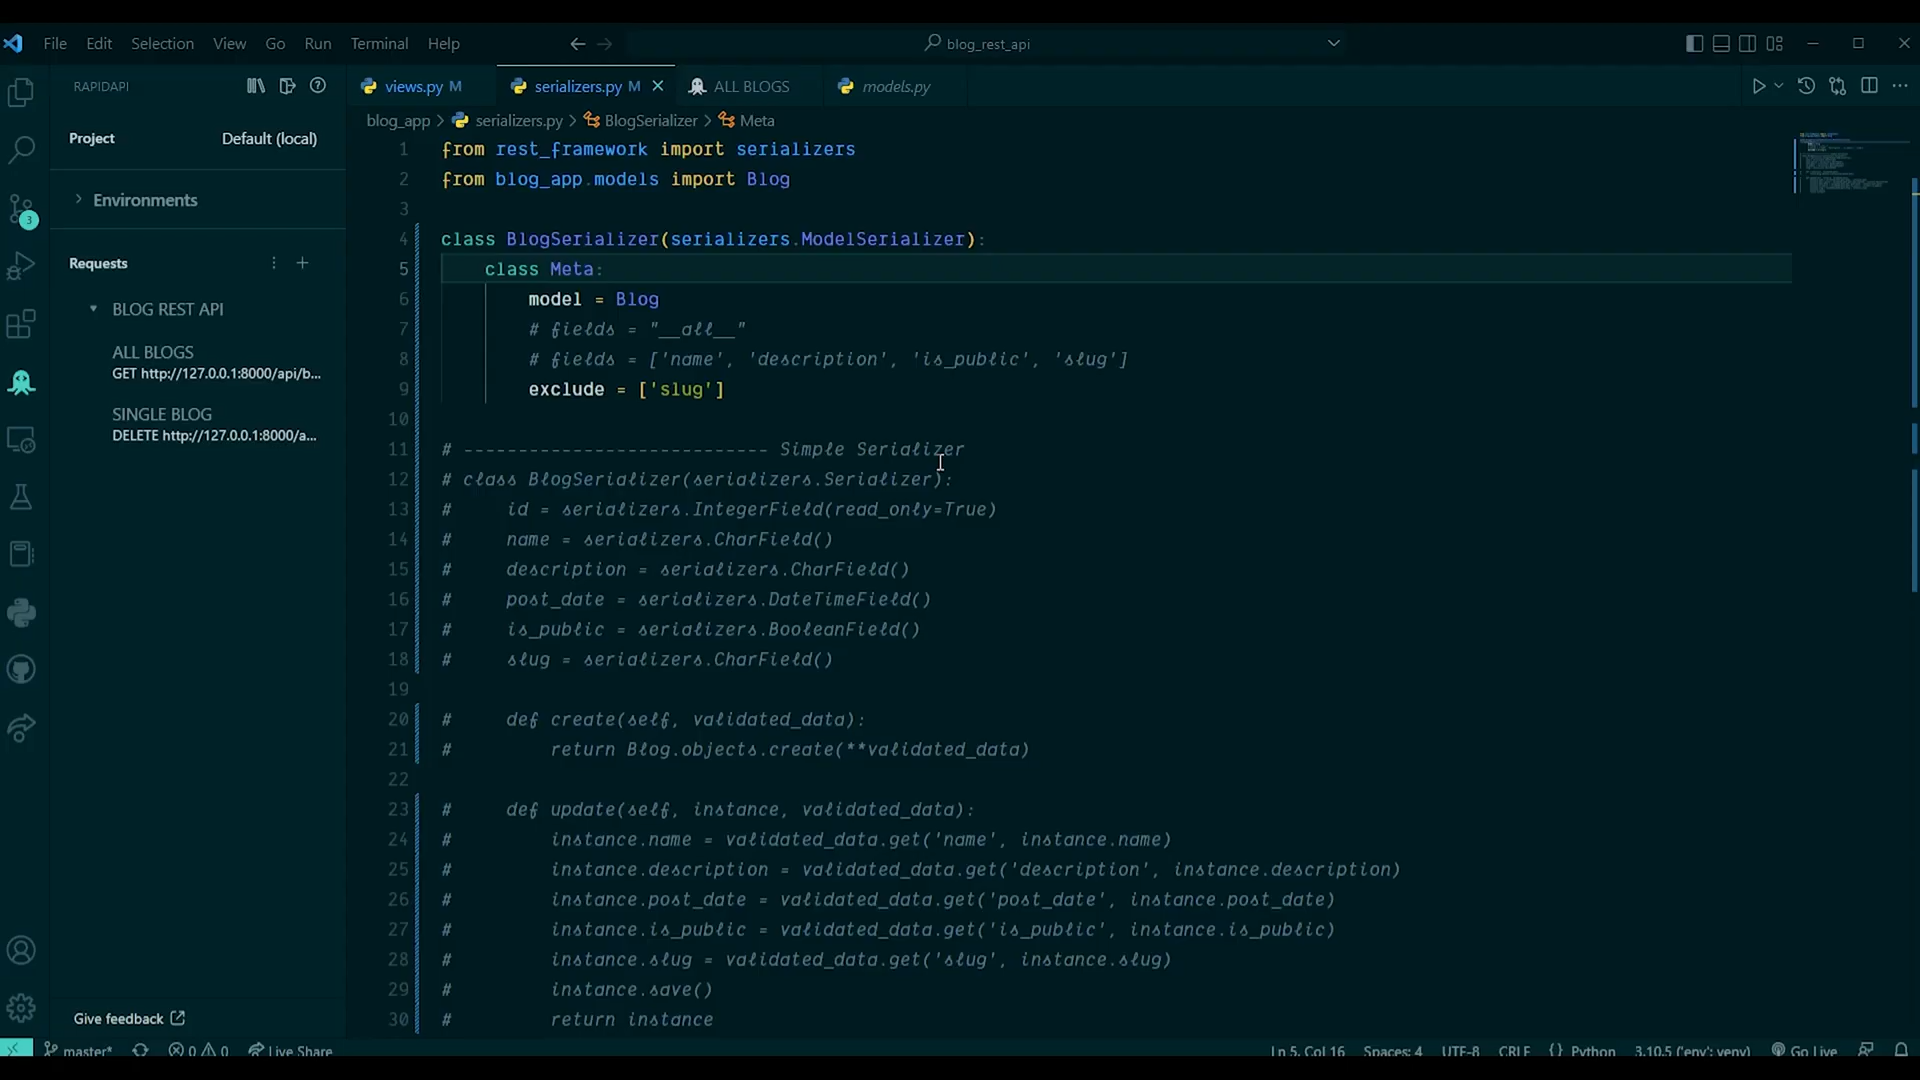 File Edit Selection View Go Run Terminal Help blog_rest_api
RAPIDAPI
views.py M serializers.py M ALL BLOGS models.py
blog_app > serializers.py > BlogSerializer > Meta
Project Default (local)
Environments
3
Requests
BLOG REST API
ALL BLOGS
GET http://127.0.0.1:8000/api/b...
SINGLE BLOG
DELETE http://127.0.0.1:8000/a...
Give feedback
1 from rest_framework import serializers
2 from blog_app.models import Blog
3
4 class BlogSerializer(serializers.ModelSerializer):
5     class Meta:
6         model = Blog
7         # fields = "__all__"
8         # fields = ['name', 'description', 'is_public', 'slug']
9         exclude = ['slug']
10
11 # ---------------------------- Simple Serializer
12 # class BlogSerializer(serializers.Serializer):
13 #     id = serializers.IntegerField(read_only=True)
14 #     name = serializers.CharField()
15 #     description = serializers.CharField()
16 #     post_date = serializers.DateTimeField()
17 #     is_public = serializers.BooleanField()
18 #     slug = serializers.CharField()
19
20 #     def create(self, validated_data):
21 #         return Blog.objects.create(**validated_data)
22
23 #     def update(self, instance, validated_data):
24 #         instance.name = validated_data.get('name', instance.name)
25 #         instance.description = validated_data.get('description', instance.description)
26 #         instance.post_date = validated_data.get('post_date', instance.post_date)
27 #         instance.is_public = validated_data.get('is_public', instance.is_public)
28 #         instance.slug = validated_data.get('slug', instance.slug)
29 #         instance.save()
30 #         return instance
master* 0 0 Live Share Ln 5, Col 16 Spaces: 4 UTF-8 CRLF {} Python 3.10.5 ('env': venv) Go Live